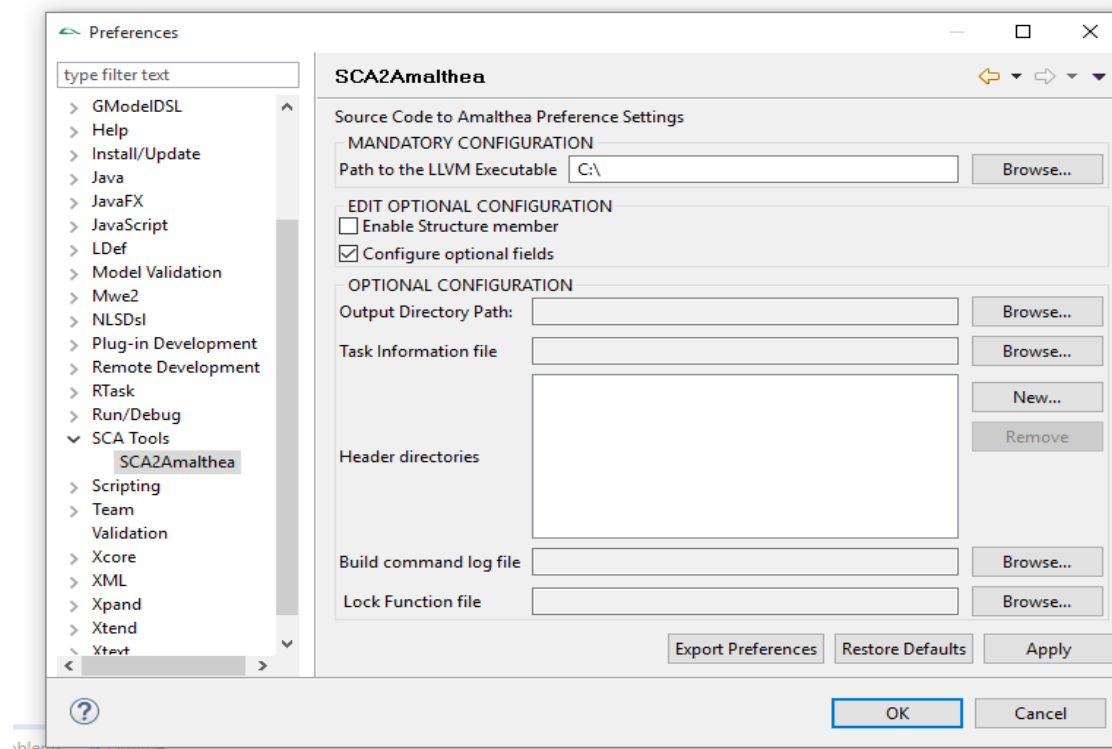 Preferences
type filter text
GModelDSL
Help
Install/Update
Java
JavaFX
JavaScript
LDef
Model Validation
Mwe2
NLSDsl
Plug-in Development
Remote Development
RTask
Run/Debug
SCA Tools
SCA2Amalthea
Scripting
Team
Validation
Xcore
XML
Xpand
Xtend
Xtext
SCA2Amalthea
Source Code to Amalthea Preference Settings
MANDATORY CONFIGURATION
Path to the LLVM Executable C:\ Browse...
EDIT OPTIONAL CONFIGURATION
Enable Structure member
Configure optional fields
OPTIONAL CONFIGURATION
Output Directory Path: Browse...
Task Information file Browse...
New...
Remove
Header directories
Build command log file Browse...
Lock Function file Browse...
Export Preferences Restore Defaults Apply
? OK Cancel